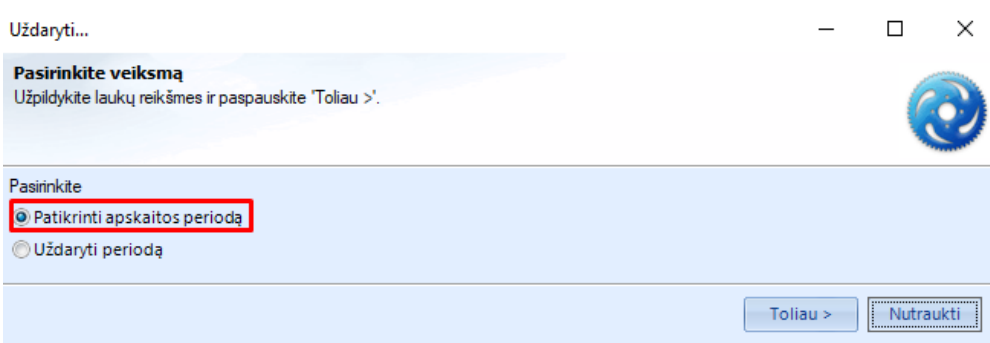 Uždaryti...
Pasirinkite veiksmą
Užpildykite laukų reikšmes ir paspauskite 'Toliau >'.
Pasirinkite
Patikrinti apskaitos periodą
Uždaryti periodą
Toliau >
Nutraukti